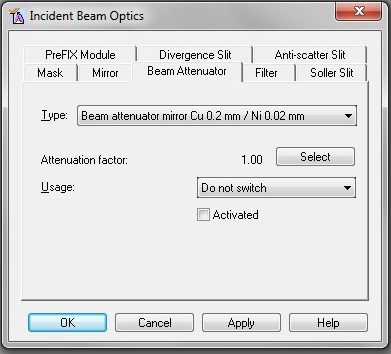 Incident Beam Optics
PreFIX Module Divergence Slit Anti-scatter Slit
Mask Mirror Beam Attenuator Filter Soller Slit
Type: Beam attenuator mirror Cu 0.2 mm / Ni 0.02 mm
Attenuation factor: 1.00 Select
Usage: Do not switch
Activated
OK Cancel Apply Help